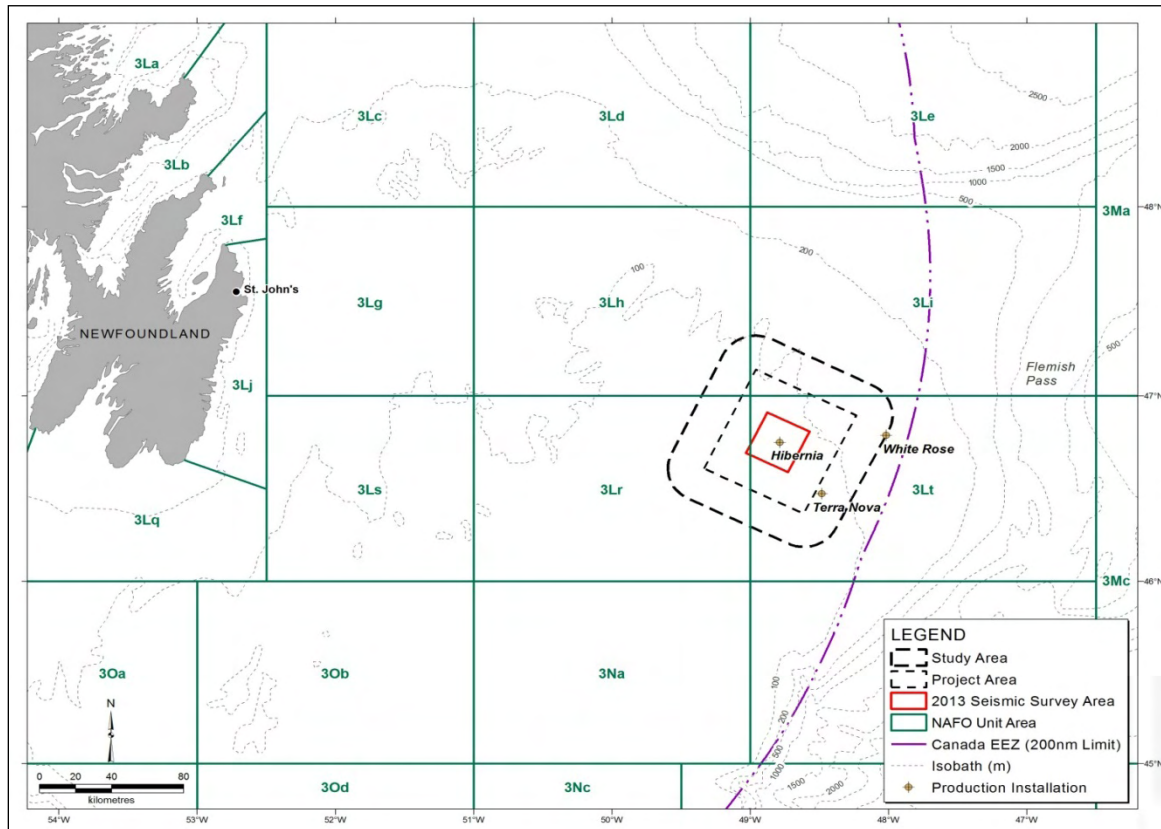 3La
3Lc
3Ld
3Le
2500
2000
1500
1000
500
3Lb
48°N
3Ma
3Lf
200
St. John's
3Lg
100
3Lh
3Li
NEWFOUNDLAND
500
Flemish
Pass
3Lj
47°N
White Rose
Hibernia
3Ls
3Lr
3Lt
Terra Nova
3Lq
46°N
3Mc
LEGEND
Study Area
Project Area
2013 Seismic Survey Area
NAFO Unit Area
Canada EEZ (200nm Limit)
Isobath (m)
Production Installation
3Oa
3Ob
3Na
100
200
500
1000
1500
2000
N
0 20 40 80
kilometres
45°N
3Od
3Nc
54°W 53°W 52°W 51°W 50°W 49°W 48°W 47°W